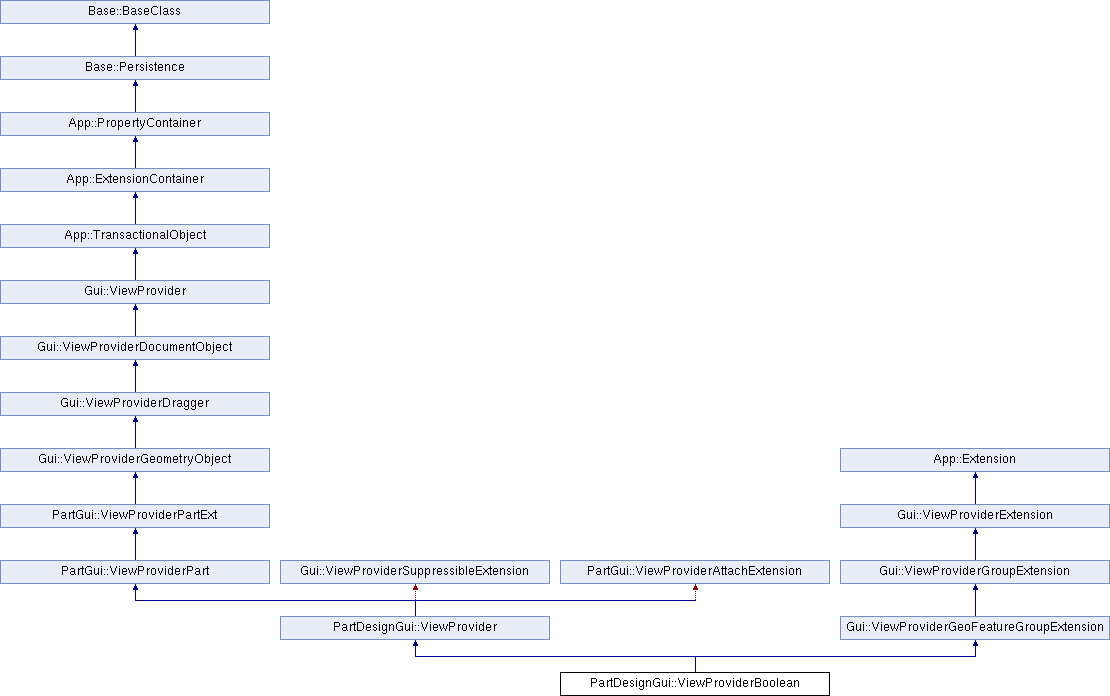 Base::BaseClass
Base::Persistence
App::PropertyContainer
App::ExtensionContainer
App::TransactionalObject
Gui::ViewProvider
Gui::ViewProviderDocumentObject
Gui::ViewProviderDragger
Gui::ViewProviderGeometryObject
App::Extension
PartGui::ViewProviderPartExt
Gui::ViewProviderExtension
PartGui::ViewProviderPart
Gui::ViewProviderSuppressibleExtension
PartGui::ViewProviderAttachExtension
Gui::ViewProviderGroupExtension
PartDesignGui::ViewProvider
Gui::ViewProviderGeoFeatureGroupExtension
PartDesignGui::ViewProviderBoolean